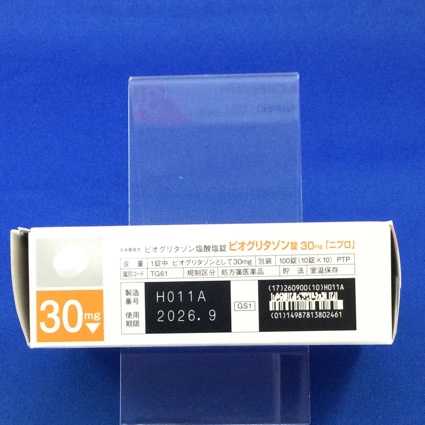 日本薬局方 ピオグリタゾン塩酸塩錠 ピオグリタゾン錠 30mg「ニプロ」
含量 1錠中 ピオグリタゾンとして30mg 包装 100錠(10錠×10) PTP
識別コード TG61 規制区分 処方箋医薬品 貯法 室温保存
30mg
製造番号 H011A
使用期限 2026.9
GS1
(17)260900(10)H011A
(01)14987813802461